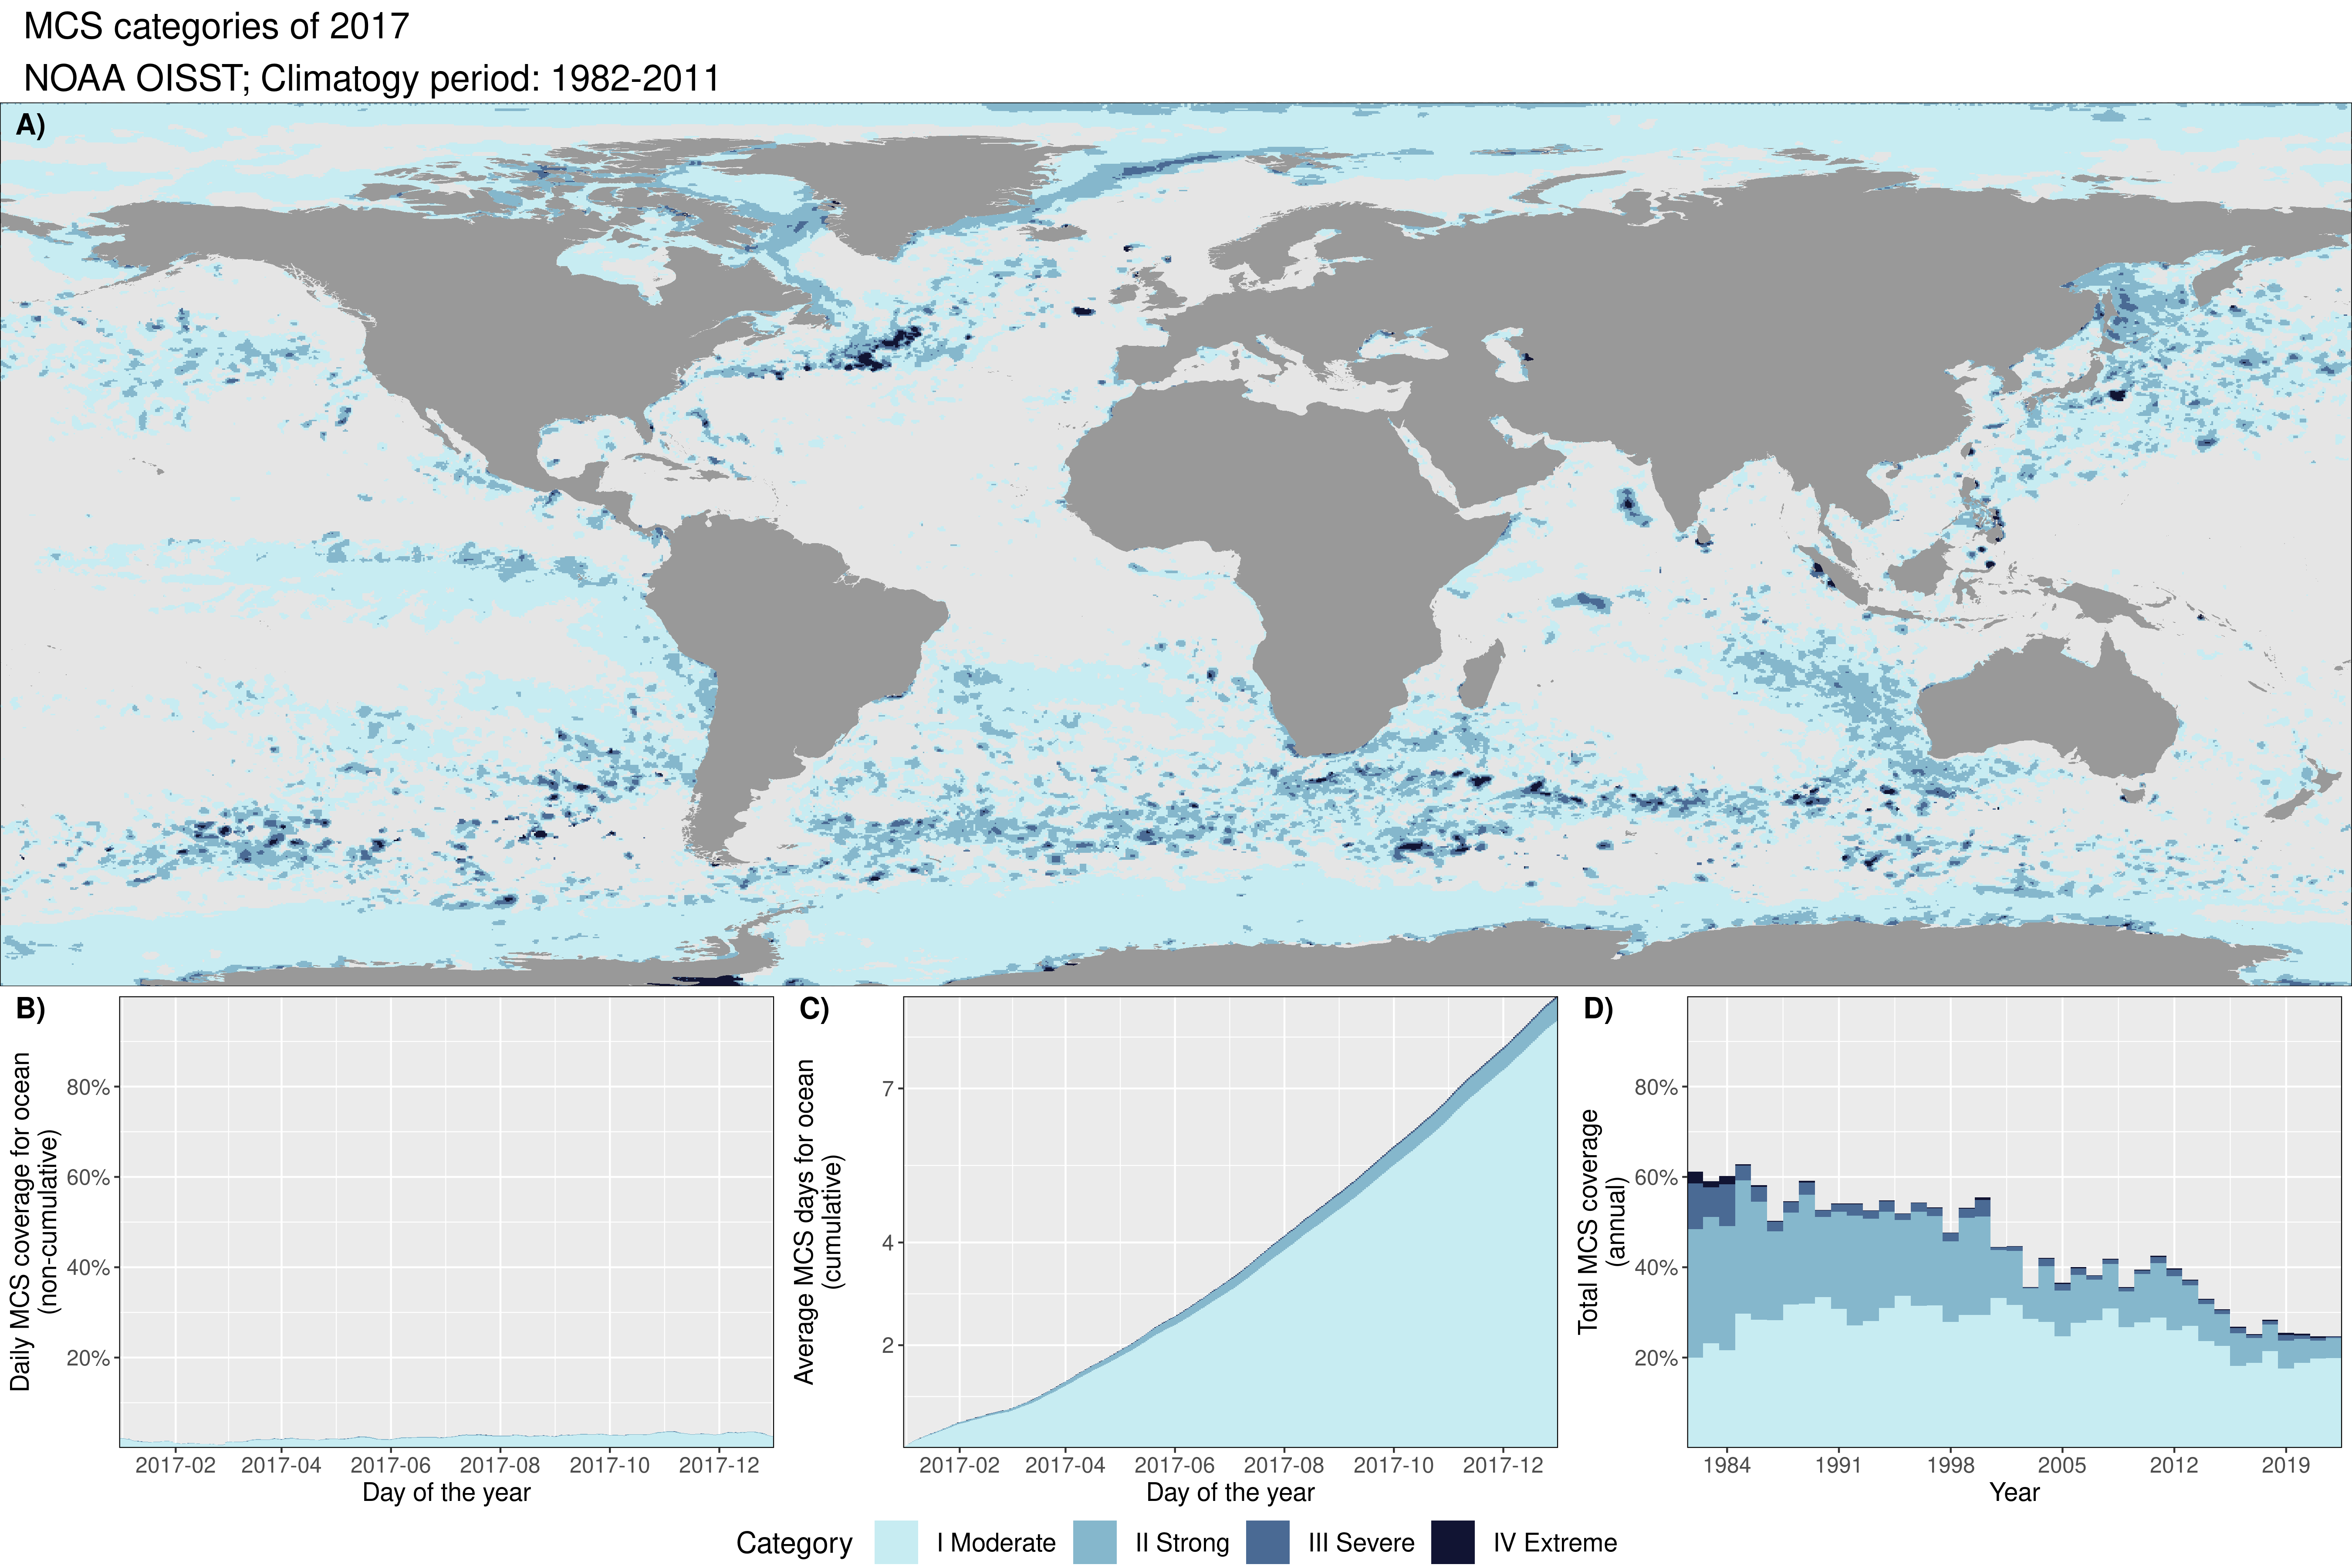 MCS categories of 2017
NOAA OISST; Climatogy period: 1982-2011
A)
B)
Daily MCS coverage for ocean
(non-cumulative)
80%
60%
40%
20%
2017-02 2017-04 2017-06 2017-08 2017-10 2017-12
Day of the year
C)
Average MCS days for ocean
(cumulative)
7
4
2
2017-02 2017-04 2017-06 2017-08 2017-10 2017-12
Day of the year
D)
Total MCS coverage
(annual)
80%
60%
40%
20%
1984 1991 1998 2005 2012 2019
Year
Category I Moderate II Strong III Severe IV Extreme